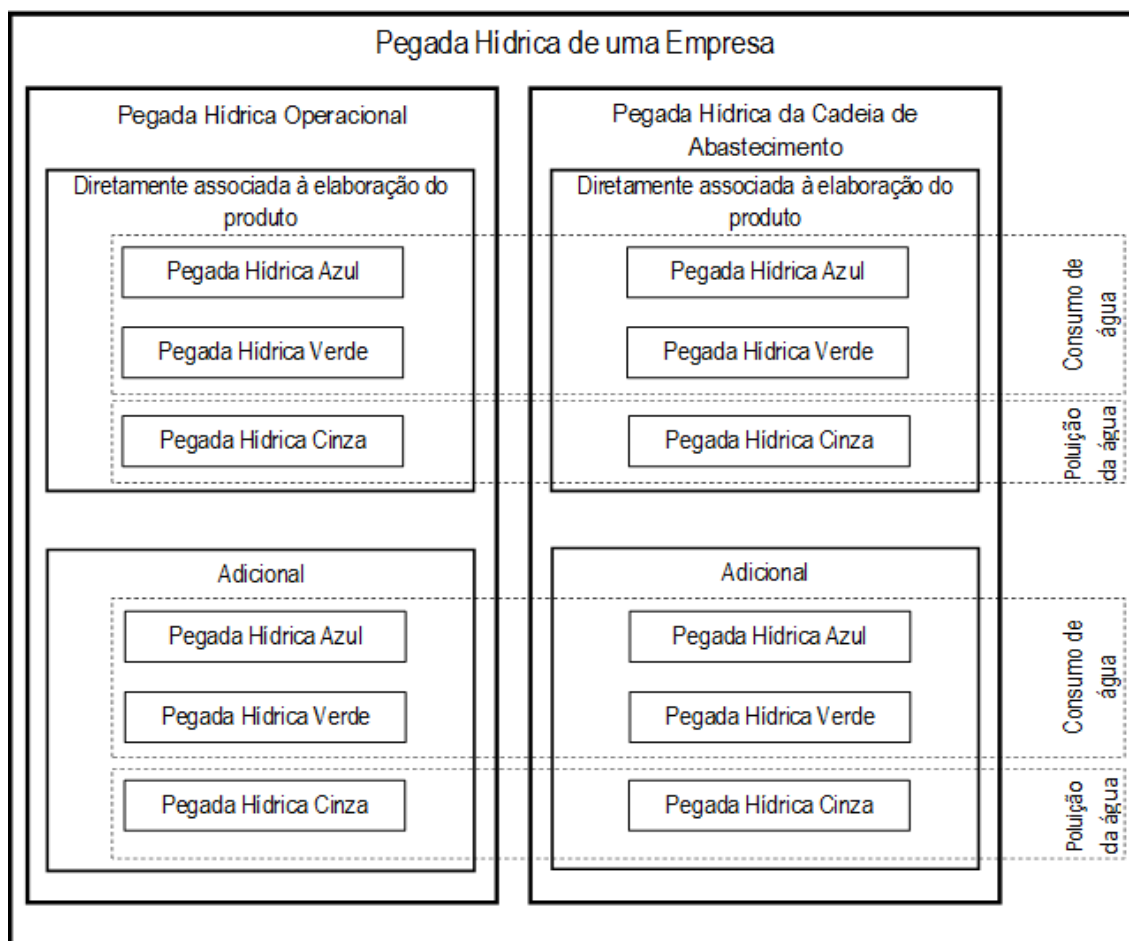 Pegada Hídrica de uma Empresa
Pegada Hídrica Operacional
Diretamente associada à elaboração do
produto
Pegada Hídrica Azul
Pegada Hídrica Verde
Pegada Hídrica Cinza
Adicional
Pegada Hídrica Azul
Pegada Hídrica Verde
Pegada Hídrica Cinza
Pegada Hídrica da Cadeia de
Abastecimento
Diretamente associada à elaboração do
produto
Pegada Hídrica Azul
Pegada Hídrica Verde
Pegada Hídrica Cinza
Adicional
Pegada Hídrica Azul
Pegada Hídrica Verde
Pegada Hídrica Cinza
Consumo de
água
Poluição
da água
Consumo de
água
Poluição
da água